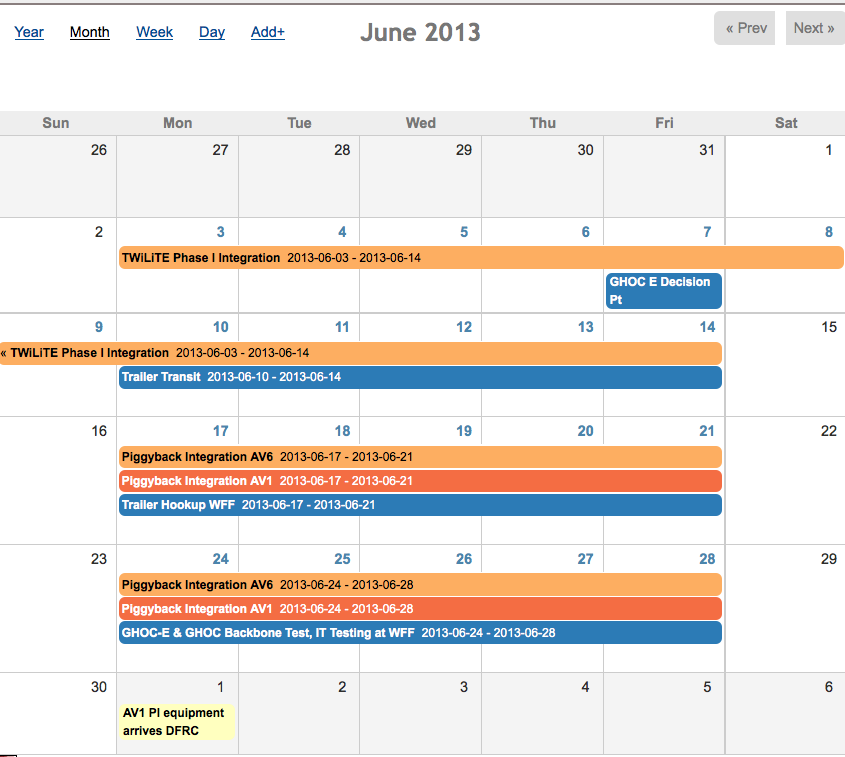 Year Month Week Day Add+ June 2013 « Prev Next »
Sun Mon Tue Wed Thu Fri Sat
26 27 28 29 30 31 1
2 3 4 5 6 7 8
TWiLiTE Phase I Integration 2013-06-03 - 2013-06-14
GHOC E Decision
Pt
9 10 11 12 13 14 15
« TWiLiTE Phase I Integration 2013-06-03 - 2013-06-14
Trailer Transit 2013-06-10 - 2013-06-14
16 17 18 19 20 21 22
Piggyback Integration AV6 2013-06-17 - 2013-06-21
Piggyback Integration AV1 2013-06-17 - 2013-06-21
Trailer Hookup WFF 2013-06-17 - 2013-06-21
23 24 25 26 27 28 29
Piggyback Integration AV6 2013-06-24 - 2013-06-28
Piggyback Integration AV1 2013-06-24 - 2013-06-28
GHOC-E & GHOC Backbone Test, IT Testing at WFF 2013-06-24 - 2013-06-28
30 1 2 3 4 5 6
AV1 PI equipment
arrives DFRC